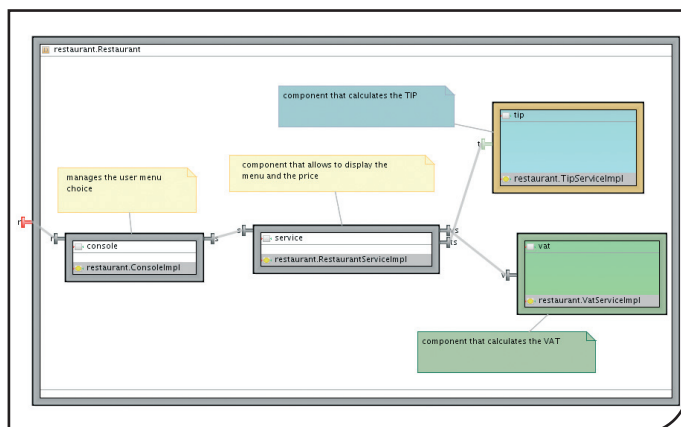 restaurant.Restaurant
component that calculates the TIP
tip
t
restaurant.TipServiceImpl
manages the user menu
choice
component that allows to display the
menu and the price
r
r
console
s
restaurant.ConsoleImpl
s
service
vs
ts
restaurant.RestaurantServiceImpl
v
vat
restaurant.VatServiceImpl
component that calculates the VAT